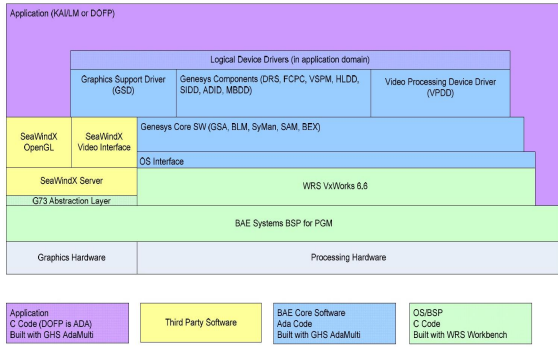 Application (KAI/LM or DOFP)
Logical Device Drivers (in application domain)
Graphics Support Driver
(GSD)
Genesys Components (DRS, FCPC, VSPM, HLDD,
SIDD, ADID, MBDD)
Video Processing Device Driver
(VPDD)
SeaWindX
OpenGL
SeaWindX
Video Interface
Genesys Core SW (GSA, BLM, SyMan, SAM, BEX)
OS Interface
SeaWindX Server
WRS VxWorks 6.6
G73 Abstraction Layer
BAE Systems BSP for PGM
Graphics Hardware
Processing Hardware
Application
C Code (DOFP is ADA)
Built with GHS AdaMulti
Third Party Software
BAE Core Software
Ada Code
Built with GHS AdaMulti
OS/BSP
C Code
Built with WRS Workbench